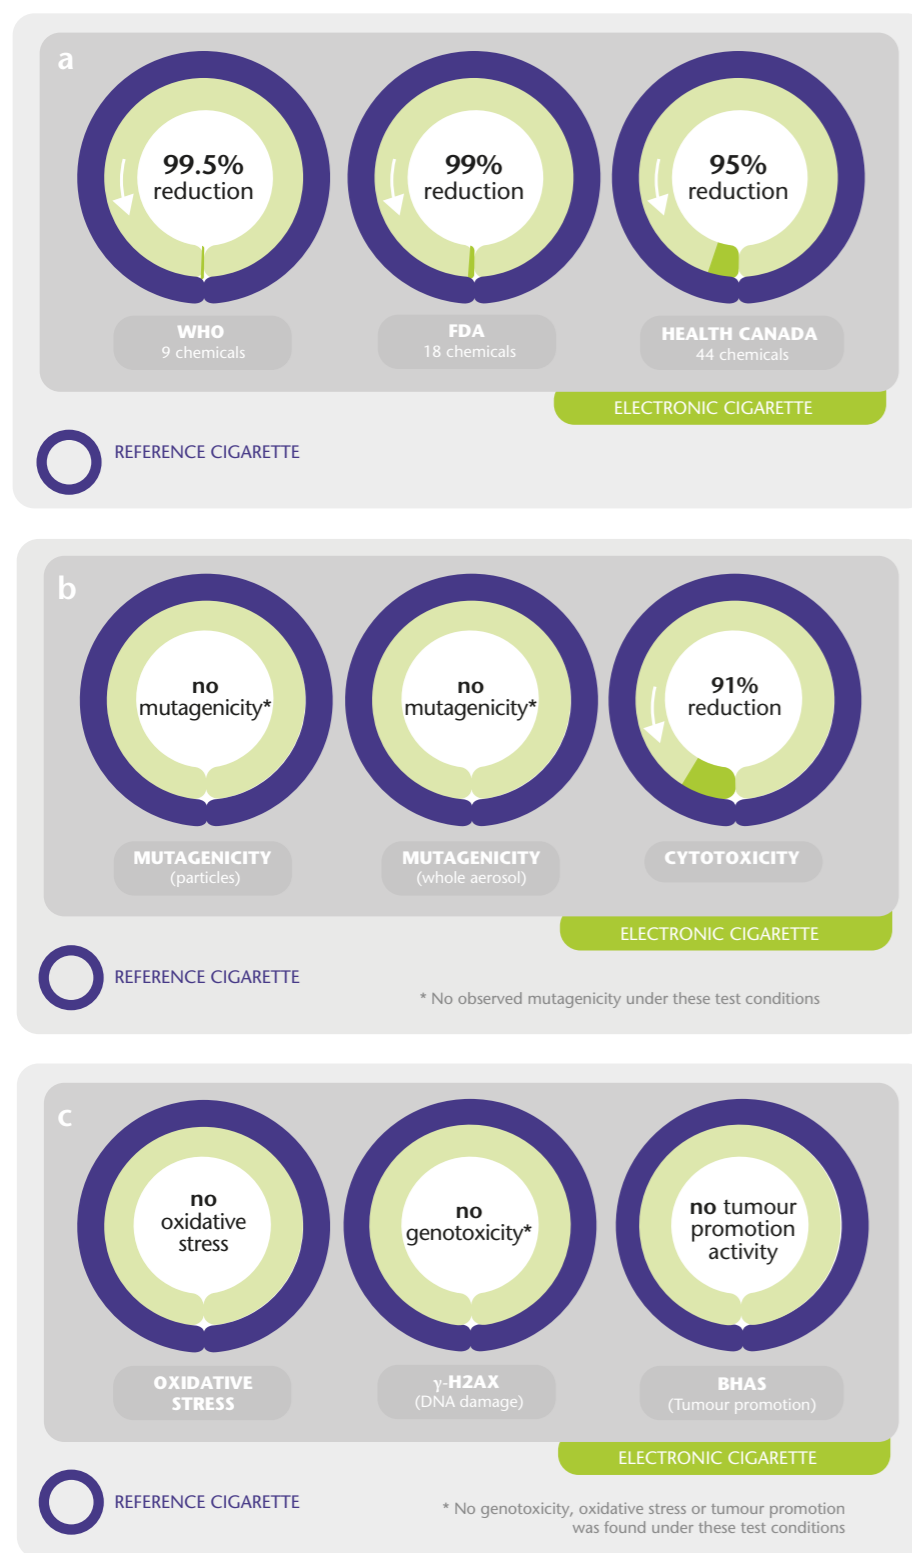 a
99.5%
reduction
99%
reduction
95%
reduction
WHO
9 chemicals
FDA
18 chemicals
HEALTH CANADA
44 chemicals
ELECTRONIC CIGARETTE
REFERENCE CIGARETTE
b
no
mutagenicity*
no
mutagenicity*
91%
reduction
MUTAGENICITY
(particles)
MUTAGENICITY
(whole aerosol)
CYTOTOXICITY
ELECTRONIC CIGARETTE
REFERENCE CIGARETTE
* No observed mutagenicity under these test conditions
c
no
oxidative
stress
no
genotoxicity*
no tumour
promotion
activity
OXIDATIVE
STRESS
γ-H2AX
(DNA damage)
BHAS
(Tumour promotion)
ELECTRONIC CIGARETTE
REFERENCE CIGARETTE
* No genotoxicity, oxidative stress or tumour promotion
was found under these test conditions